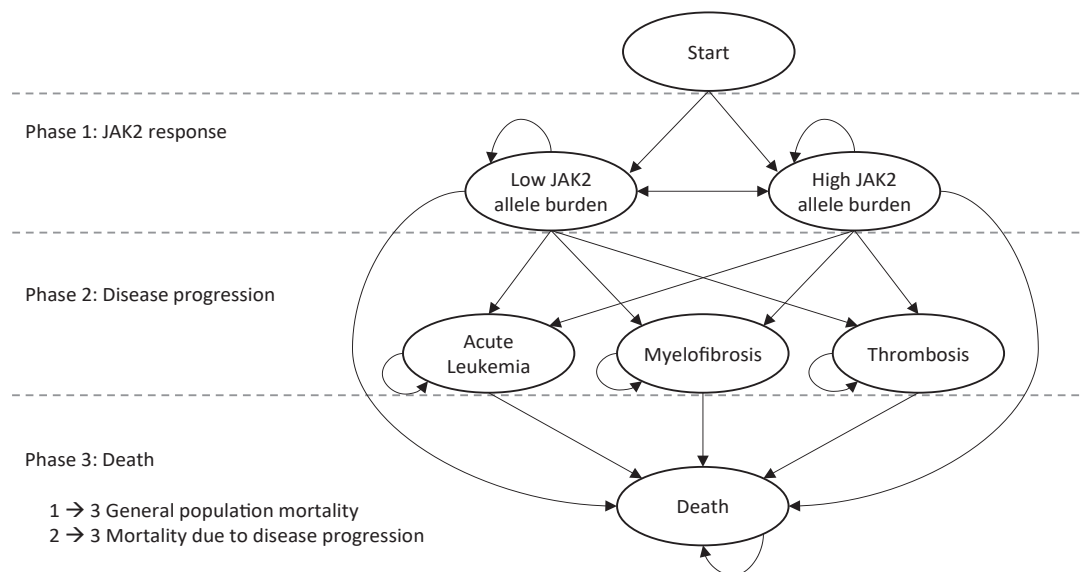 Start
Phase 1: JAK2 response
Low JAK2
allele burden
High JAK2
allele burden
Phase 2: Disease progression
Acute
Leukemia
Myelofibrosis
Thrombosis
Phase 3: Death
1 → 3 General population mortality
2 → 3 Mortality due to disease progression
Death